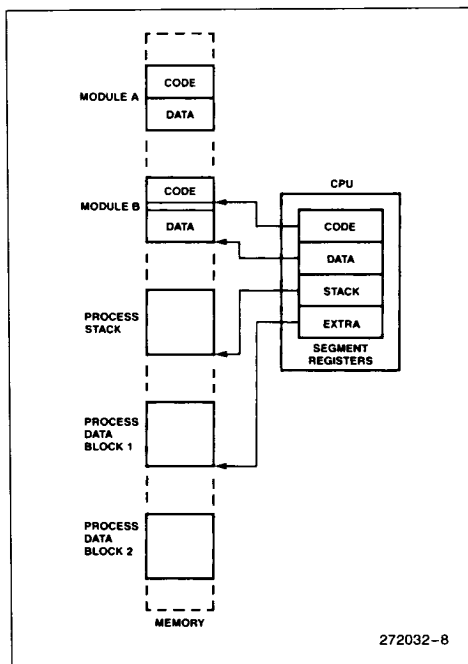 MODULE A
CODE
DATA
MODULE B
CODE
DATA
CPU
CODE
DATA
STACK
EXTRA
SEGMENT
REGISTERS
PROCESS
STACK
PROCESS
DATA
BLOCK 1
PROCESS
DATA
BLOCK 2
MEMORY
272032-8